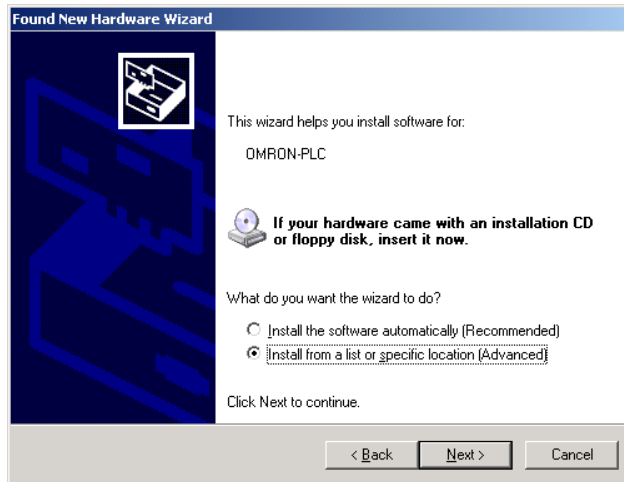 Found New Hardware Wizard
This wizard helps you install software for:
OMRON-PLC
If your hardware came with an installation CD
or floppy disk, insert it now.
What do you want the wizard to do?
Install the software automatically (Recommended)
Install from a list or specific location (Advanced)
Click Next to continue.
< Back
Next >
Cancel